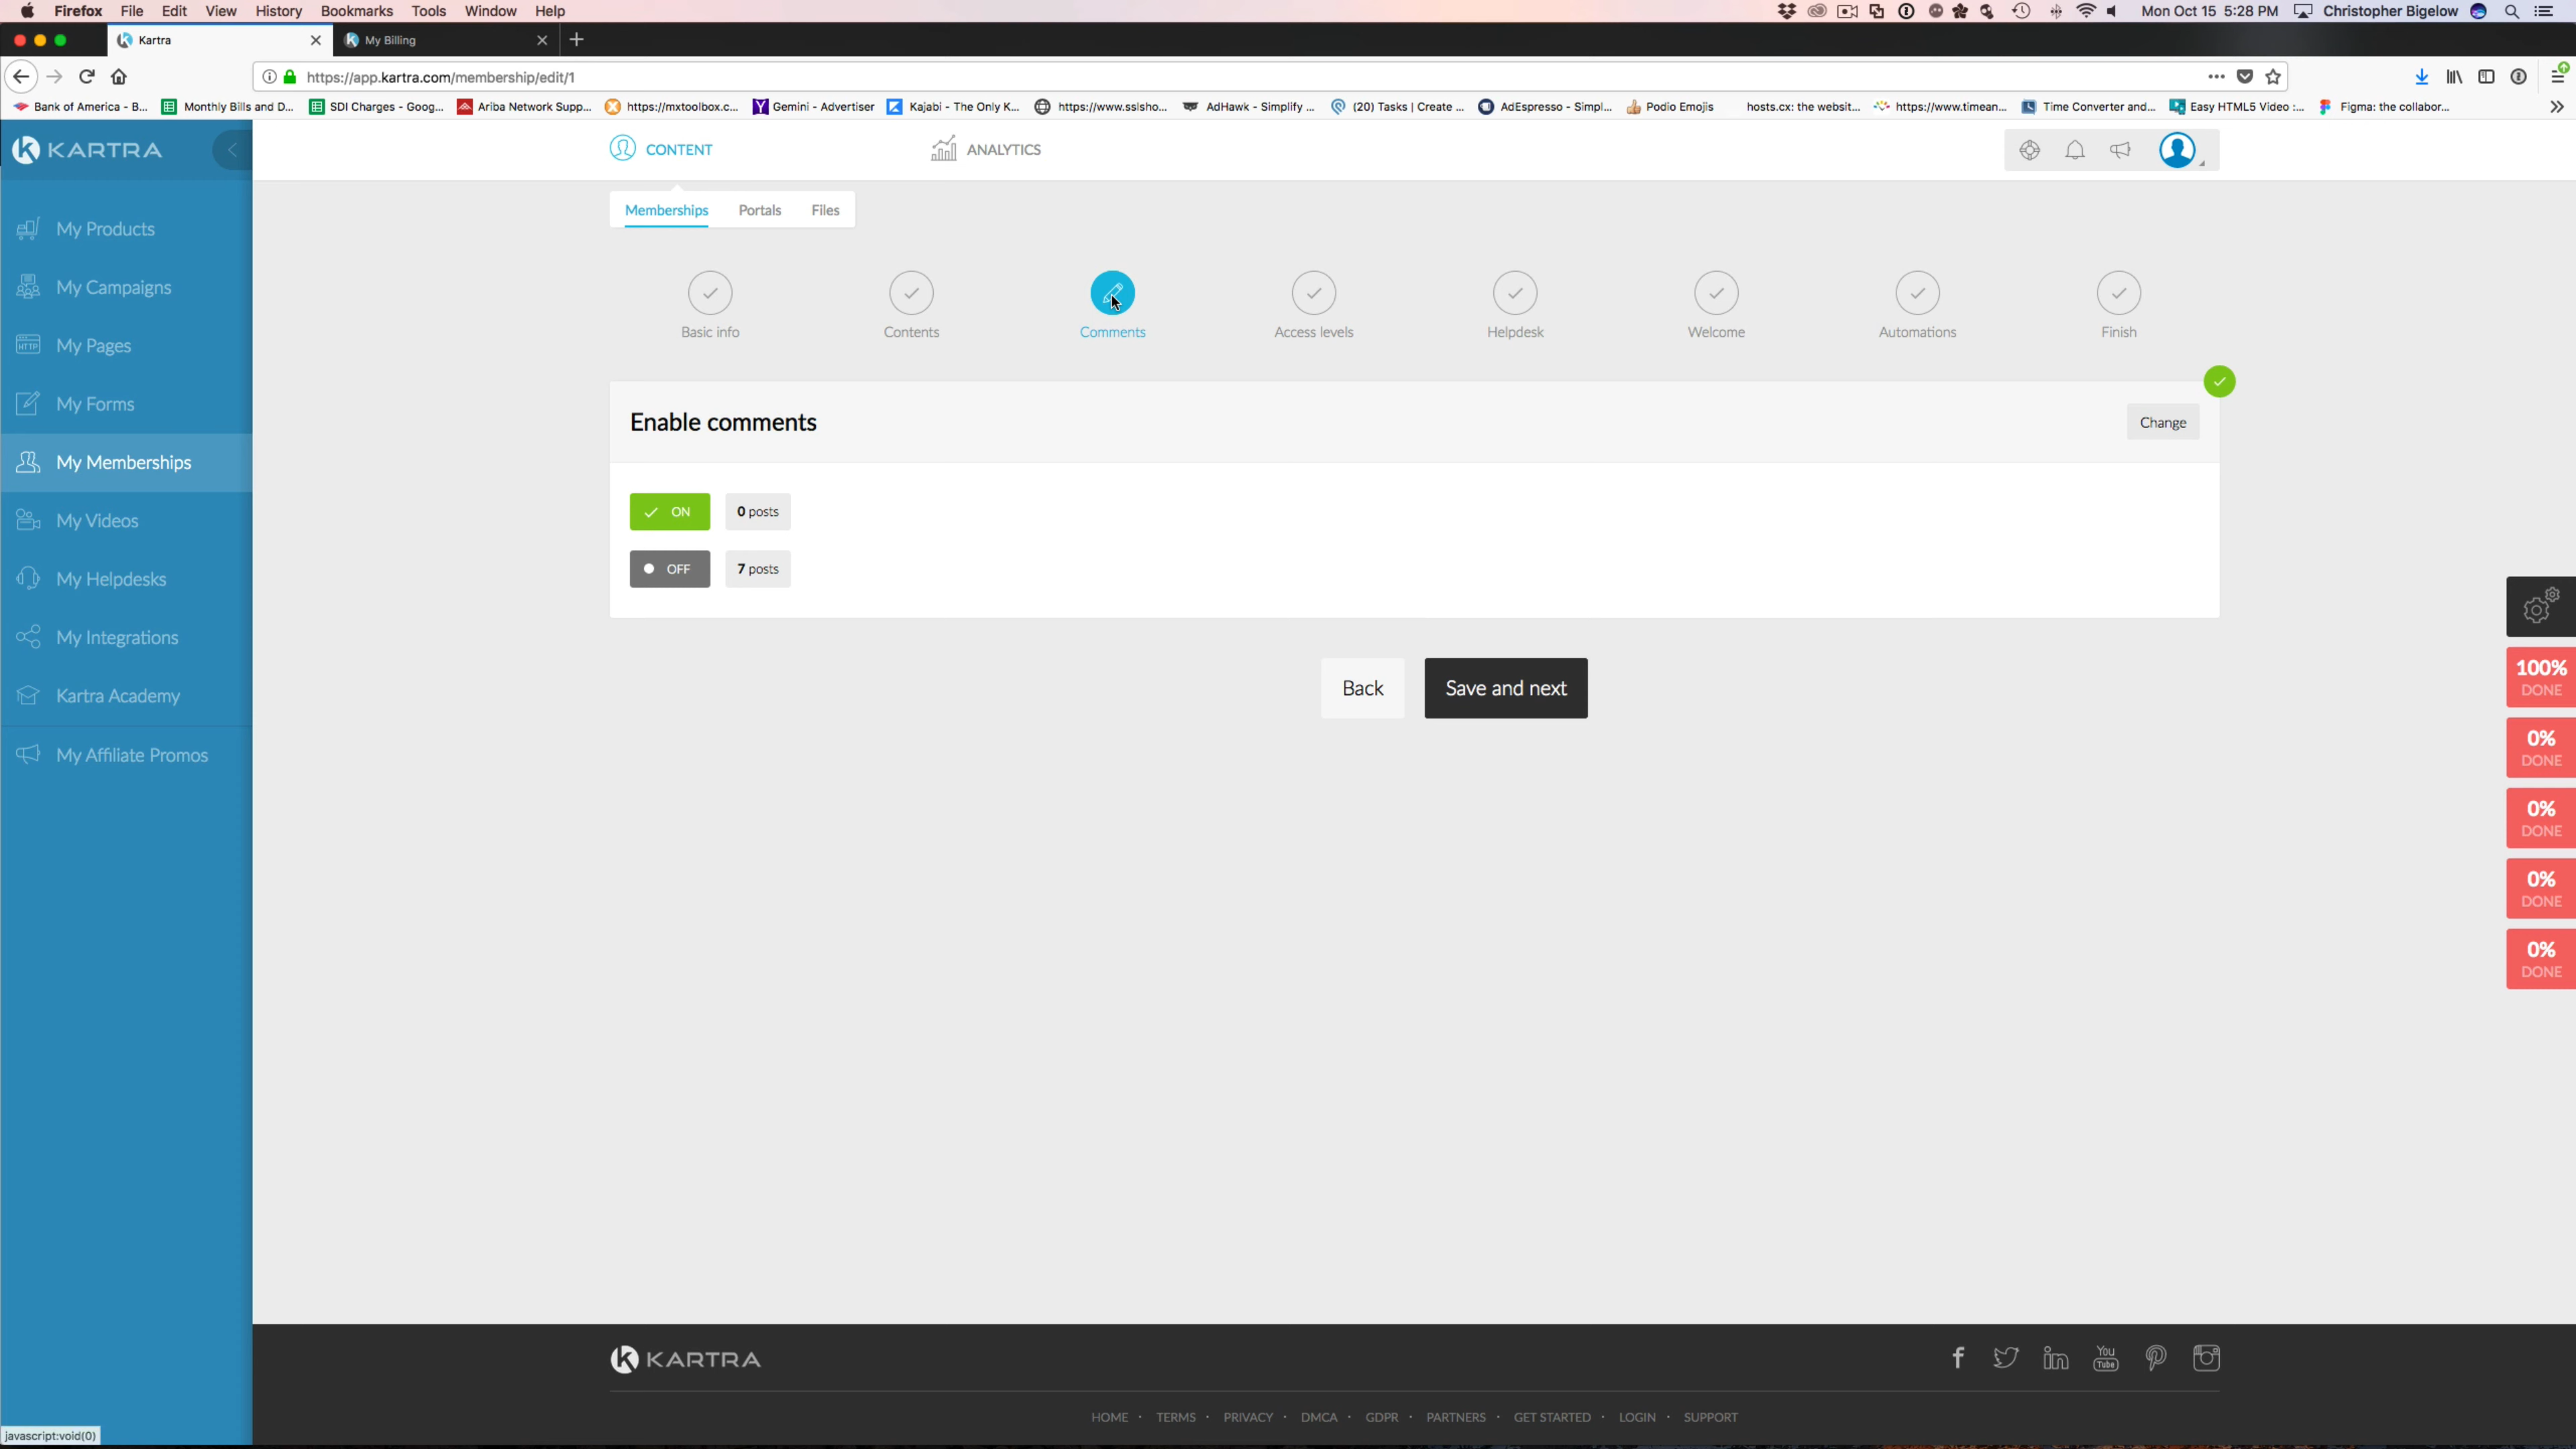 Firefox File Edit View History Bookmarks Tools Window Help Mon Oct 15 5:28 PM Christopher Bigelow
Kartra My Billing
https://app.kartra.com/membership/edit/1
Bank of America - B... Monthly Bills and D... SDI Charges - Goog... Ariba Network Supp... https://mxtoolbox.c... Gemini - Advertiser Kajabi - The Only K... https://www.sslsho... AdHawk - Simplify ... (20) Tasks | Create ... AdEspresso - Simpl... Podio Emojis hosts.cx: the websit... https://www.timean... Time Converter and... Easy HTML5 Video :... Figma: the collabor...
KARTRA
CONTENT ANALYTICS
Memberships Portals Files
My Products
My Campaigns
My Pages
HTTP
My Forms
My Memberships
My Videos
My Helpdesks
My Integrations
Kartra Academy
My Affiliate Promos
Basic info Contents Comments Access levels Helpdesk Welcome Automations Finish
Enable comments Change
ON 0 posts
OFF 7 posts
Back Save and next
100%
DONE
0%
DONE
0%
DONE
0%
DONE
0%
DONE
KARTRA
You
Tube
HOME · TERMS · PRIVACY · DMCA · GDPR · PARTNERS · GET STARTED · LOGIN · SUPPORT
javascript:void(0)